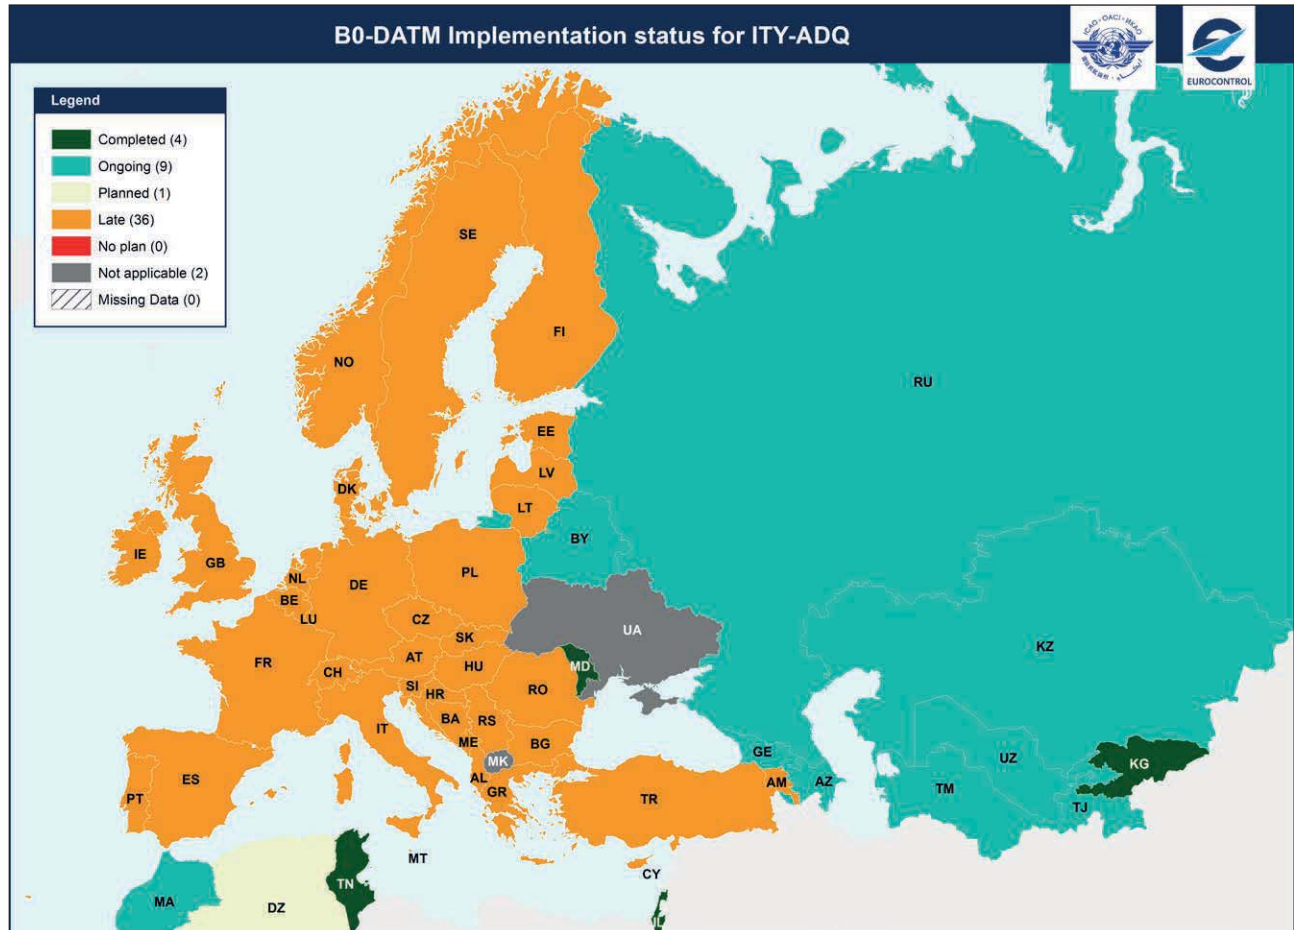 B0-DATM Implementation status for ITY-ADQ
ICAO · OACI · ИКАО
EUROCONTROL
Legend
Completed (4)
Ongoing (9)
Planned (1)
Late (36)
No plan (0)
Not applicable (2)
Missing Data (0)
SE
FI
NO
RU
EE
LV
DK
LT
BY
IE
GB
NL
DE
PL
BE
LU
CZ
UA
SK
KZ
FR
AT
HU
MD
CH
SI
HR
RO
BA
RS
IT
ME
BG
GE
UZ
MK
KG
ES
AL
GR
PT
TR
AM
AZ
TM
TJ
MT
CY
TN
MA
DZ
IL